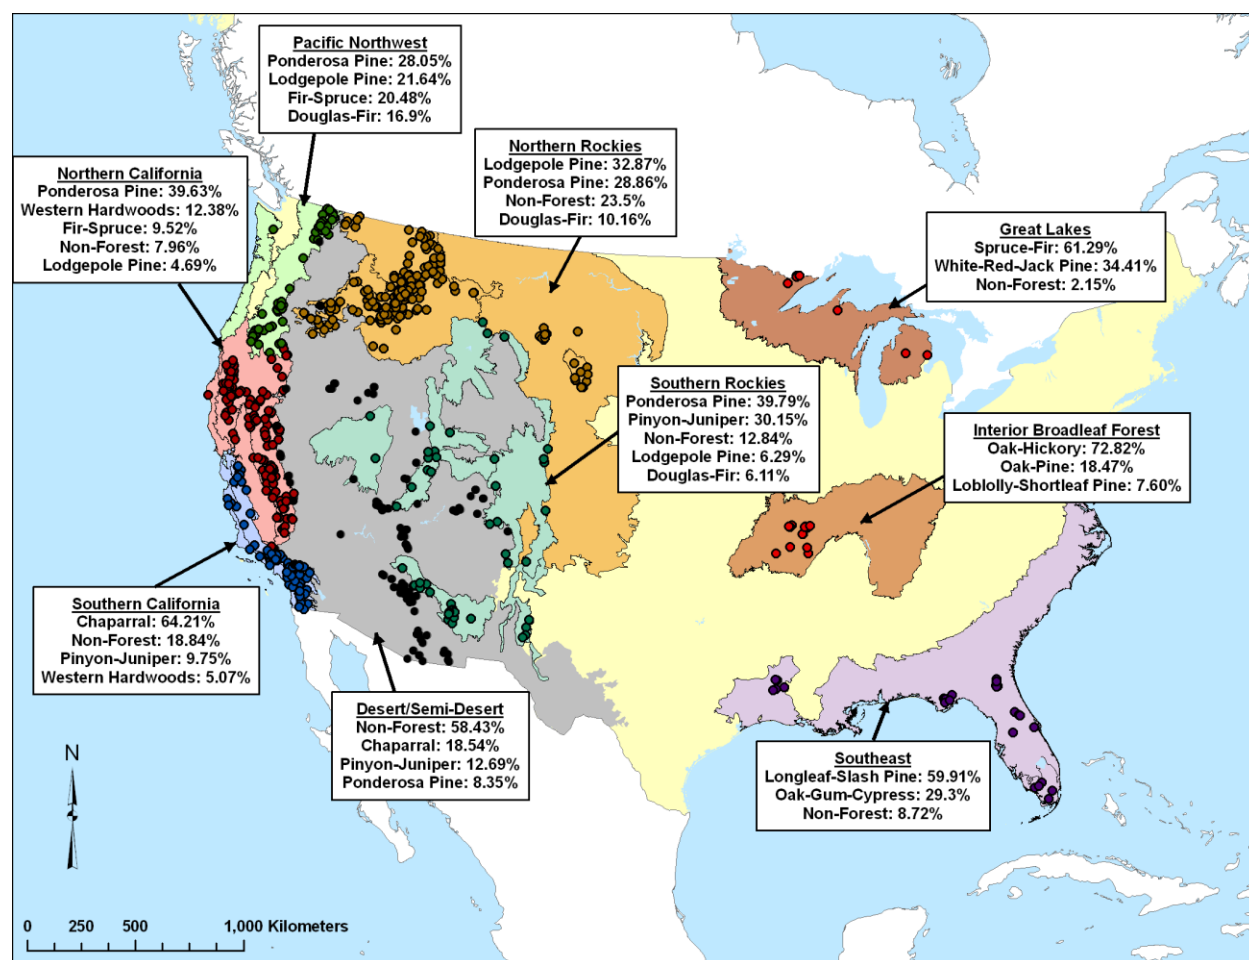 Pacific Northwest
Ponderosa Pine: 28.05%
Lodgepole Pine: 21.64%
Fir-Spruce: 20.48%
Douglas-Fir: 16.9%
Northern Rockies
Lodgepole Pine: 32.87%
Ponderosa Pine: 28.86%
Non-Forest: 23.5%
Douglas-Fir: 10.16%
Northern California
Ponderosa Pine: 39.63%
Western Hardwoods: 12.38%
Fir-Spruce: 9.52%
Non-Forest: 7.96%
Lodgepole Pine: 4.69%
Great Lakes
Spruce-Fir: 61.29%
White-Red-Jack Pine: 34.41%
Non-Forest: 2.15%
Southern Rockies
Ponderosa Pine: 39.79%
Pinyon-Juniper: 30.15%
Non-Forest: 12.84%
Lodgepole Pine: 6.29%
Douglas-Fir: 6.11%
Interior Broadleaf Forest
Oak-Hickory: 72.82%
Oak-Pine: 18.47%
Loblolly-Shortleaf Pine: 7.60%
Southern California
Chaparral: 64.21%
Non-Forest: 18.84%
Pinyon-Juniper: 9.75%
Western Hardwoods: 5.07%
Desert/Semi-Desert
Non-Forest: 58.43%
Chaparral: 18.54%
Pinyon-Juniper: 12.69%
Ponderosa Pine: 8.35%
Southeast
Longleaf-Slash Pine: 59.91%
Oak-Gum-Cypress: 29.3%
Non-Forest: 8.72%
N
0 250 500 1,000 Kilometers